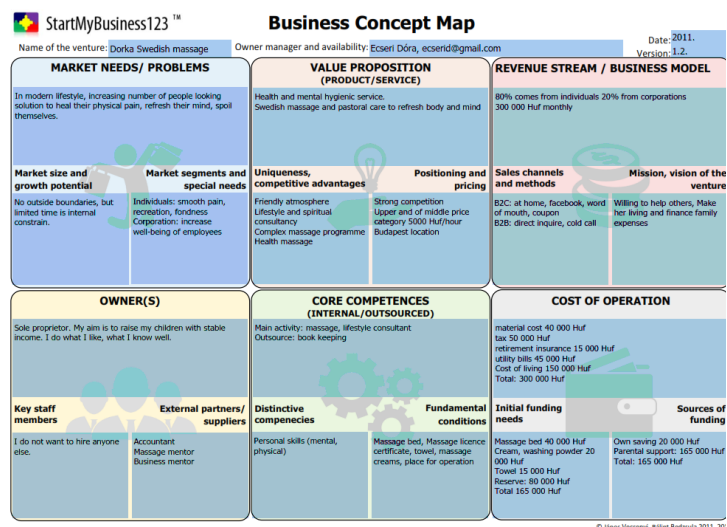 StartMyBusiness123 ™
Business Concept Map
Date: 2011.
Version: 1.2.
Name of the venture: Dorka Swedish massage
Owner manager and availability: Ecseri Dóra, ecserid@gmail.com
MARKET NEEDS/ PROBLEMS
In modern lifestyle, increasing number of people looking
solution to heal their physical pain, refresh their mind, spoil
themselves.
Market size and
growth potential
No outside boundaries, but
limited time is internal
constrain.
Market segments and
special needs
Individuals: smooth pain,
recreation, fondness
Corporation: increase
well-being of employees
VALUE PROPOSITION
(PRODUCT/SERVICE)
Health and mental hygienic service.
Swedish massage and pastoral care to refresh body and mind
Uniqueness,
competitive advantages
Friendly atmosphere
Lifestyle and spiritual
consultancy
Complex massage programme
Health massage
Positioning and
pricing
Strong competition
Upper and of middle price
category 5000 Huf/hour
Budapest location
REVENUE STREAM / BUSINESS MODEL
80% comes from individuals 20% from corporations
300 000 Huf monthly
Sales channels
and methods
B2C: at home, facebook, word
of mouth, coupon
B2B: direct inquire, cold call
Mission, vision of the
venture
Willing to help others, Make
her living and finance family
expenses
OWNER(S)
Sole proprietor. My aim is to raise my children with stable
income. I do what I like, what I know well.
Key staff
members
I do not want to hire anyone
else.
External partners/
suppliers
Accountant
Massage mentor
Business mentor
CORE COMPETENCES
(INTERNAL/OUTSOURCED)
Main activity: massage, lifestyle consultant
Outsource: book keeping
Distinctive
compenecies
Personal skills (mental,
physical)
Fundamental
conditions
Massage bed, Massage licence
certificate, towel, massage
creams, place for operation
COST OF OPERATION
material cost 40 000 Huf
tax 50 000 Huf
retirement insurance 15 000 Huf
utility bills 45 000 Huf
Cost of living 150 000 Huf
Total: 300 000 Huf
Initial funding
needs
Massage bed 40 000 Huf
Cream, washing powder 20
000 Huf
Towel 15 000 Huf
Reserve: 80 000 Huf
Total 165 000 Huf
Sources of
funding
Own saving 20 000 Huf
Parental support: 165 000 Huf
Total: 165 000 Huf